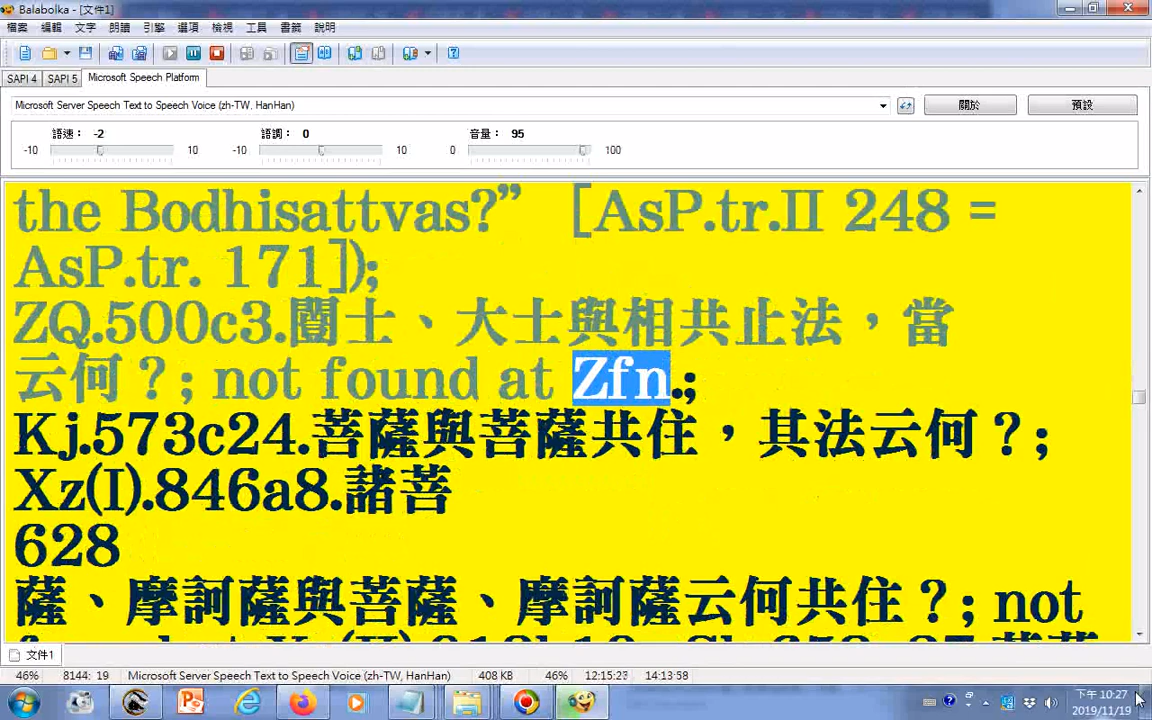 Balabolka - [文件1]
檔案 編輯 文字 朗讀 引擎 選項 檢視 工具 書籤 說明
SAPI 4 SAPI 5 Microsoft Speech Platform
Microsoft Server Speech Text to Speech Voice (zh-TW, HanHan) 關於 預設
語速： -2 語調： 0 音量： 95
-10 10 -10 10 0 100
the Bodhisattvas?” [AsP.tr.II 248 =
AsP.tr. 171]);
ZQ.500c3.闓士、大士與相共止法，當
云何？; not found at Zfn.;
Kj.573c24.菩薩與菩薩共住，其法云何？;
Xz(I).846a8.諸菩
628
薩、摩訶薩與菩薩、摩訶薩云何共住？; not
文件1
46% 8144: 19 Microsoft Server Speech Text to Speech Voice (zh-TW, HanHan) 408 KB 46% 12:15:23 14:13:58
下午 10:27
2019/11/19